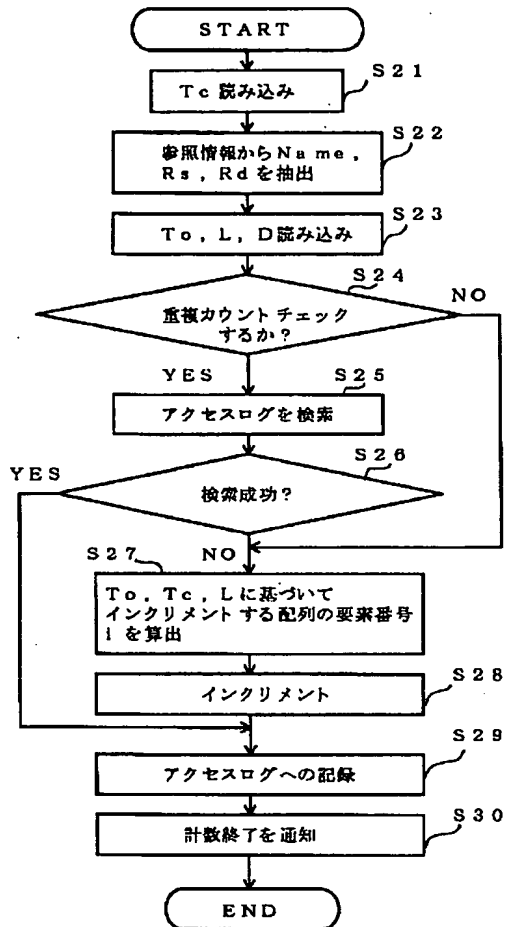 START
S21
Tc 読み込み
S22
参照情報からName,
Rs, Rdを抽出
S23
To, L, D読み込み
S24
NO
重複カウントチェック
するか?
YES
S25
アクセスログを検索
S26
YES
検索成功?
S27
NO
To, Tc, Lに基づいて
インクリメントする配列の要素番号
iを算出
S28
インクリメント
S29
アクセスログへの記録
S30
計数終了を通知
END